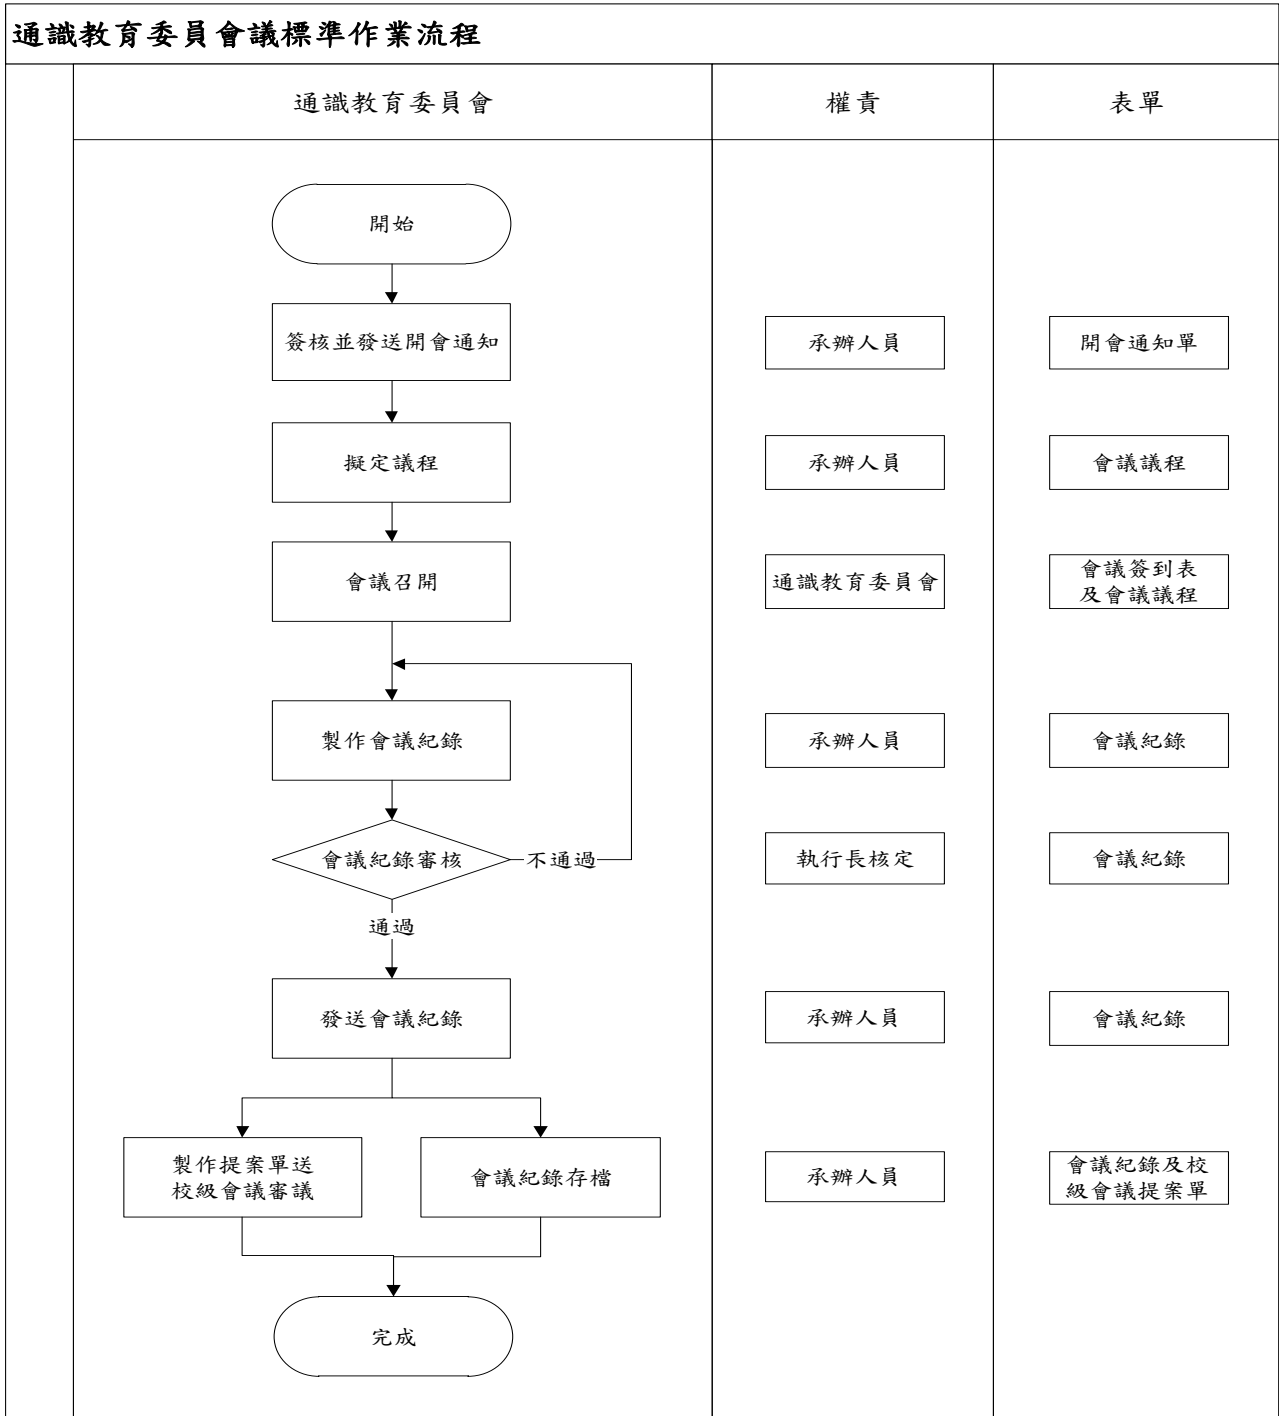 通識教育委員會議標準作業流程
通識教育委員會
權責
表單
開始
簽核並發送開會通知
承辦人員
開會通知單
擬定議程
承辦人員
會議議程
會議召開
通識教育委員會
會議簽到表
及會議議程
製作會議紀錄
承辦人員
會議紀錄
會議紀錄審核
不通過
執行長核定
會議紀錄
通過
發送會議紀錄
承辦人員
會議紀錄
製作提案單送
校級會議審議
會議紀錄存檔
承辦人員
會議紀錄及校
級會議提案單
完成